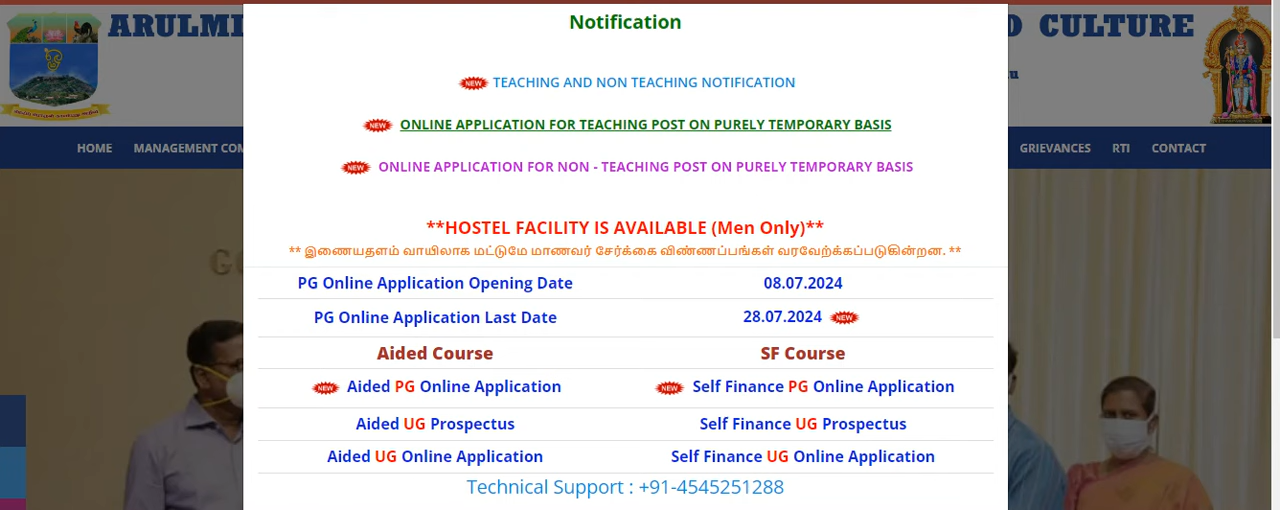 ARULMI
D CULTURE
Notification
NEW TEACHING AND NON TEACHING NOTIFICATION
NEW ONLINE APPLICATION FOR TEACHING POST ON PURELY TEMPORARY BASIS
HOME MANAGEMENT COM
GRIEVANCES RTI CONTACT
NEW ONLINE APPLICATION FOR NON - TEACHING POST ON PURELY TEMPORARY BASIS
**HOSTEL FACILITY IS AVAILABLE (Men Only)**
** இணையதளம் வாயிலாக மட்டுமே மாணவர் சேர்க்கை விண்ணப்பங்கள் வரவேற்க்கப்படுகின்றன. **
PG Online Application Opening Date 08.07.2024
PG Online Application Last Date 28.07.2024 NEW
Aided Course SF Course
NEW Aided PG Online Application NEW Self Finance PG Online Application
Aided UG Prospectus Self Finance UG Prospectus
Aided UG Online Application Self Finance UG Online Application
Technical Support : +91-4545251288